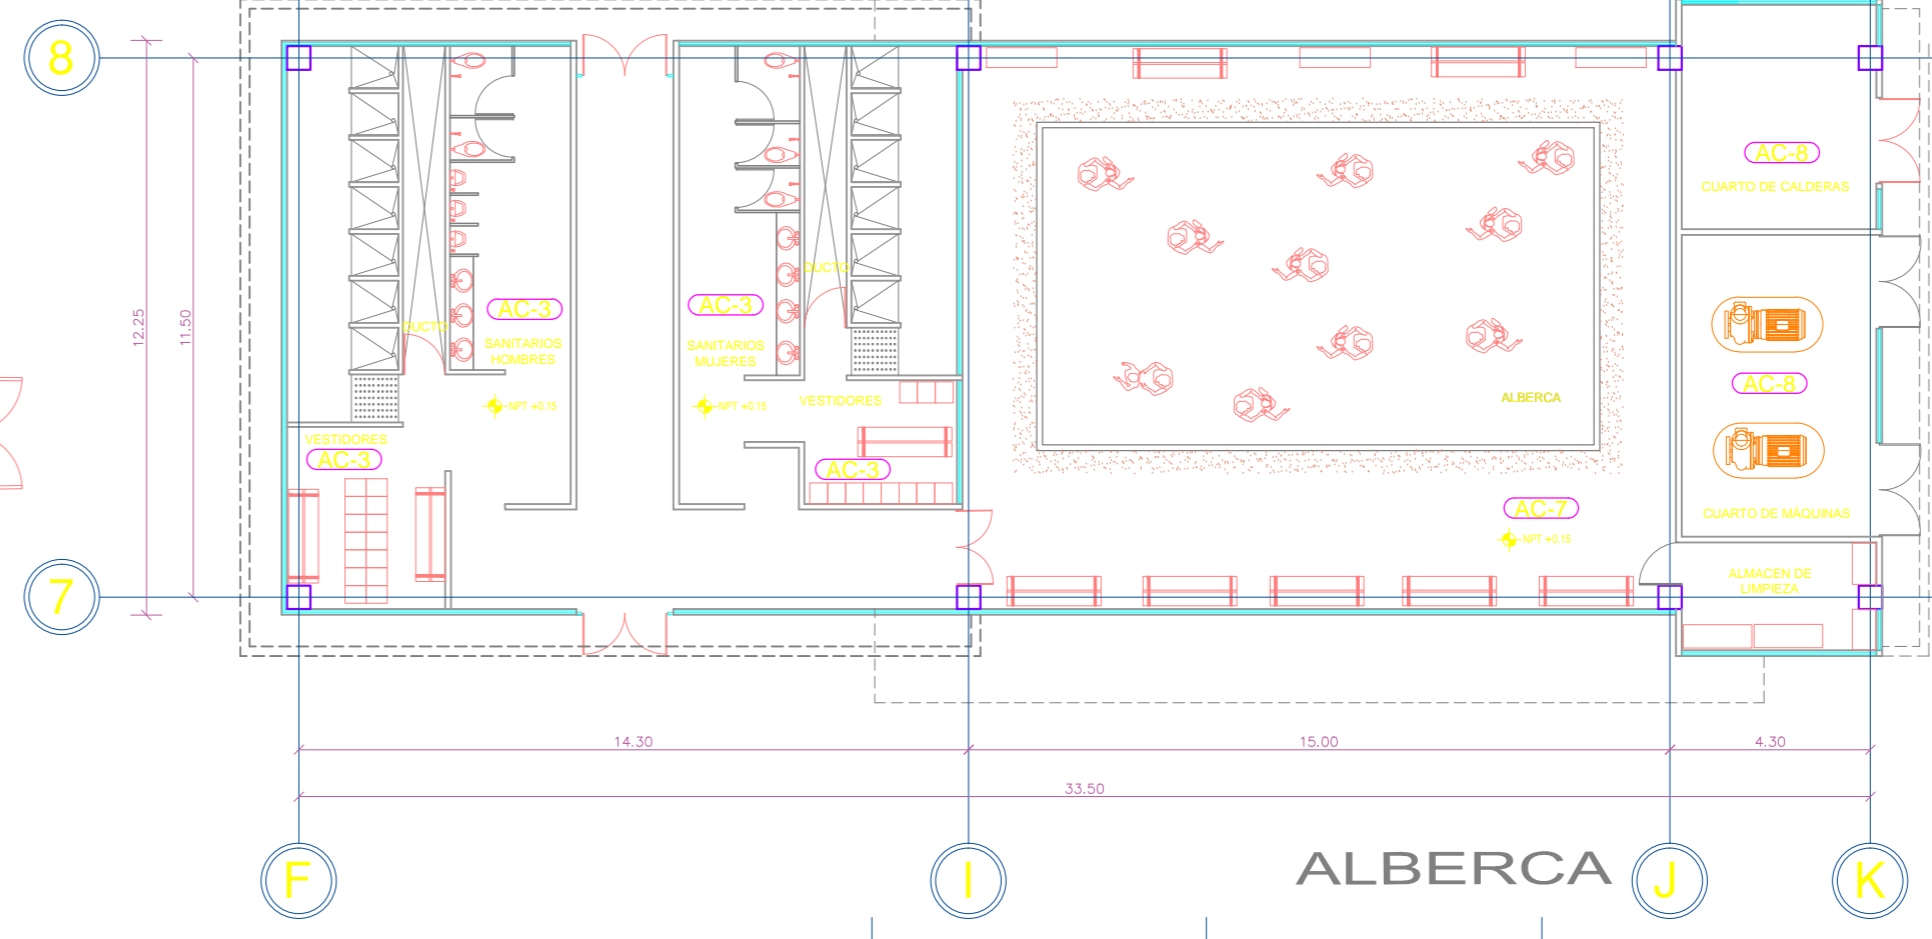 8
AC-8
CUARTO DE CALDERAS
DUCTO
AC-3
AC-3
12.25
11.50
DUCTO
SANITARIOS
HOMBRES
SANITARIOS
MUJERES
AC-8
ALBERCA
NPT +0.15
NPT +0.15
VESTIDORES
VESTIDORES
AC-3
AC-3
AC-7
CUARTO DE MÁQUINAS
NPT +0.15
7
ALMACEN DE
LIMPIEZA
14.30
15.00
4.30
33.50
ALBERCA
F
I
J
K